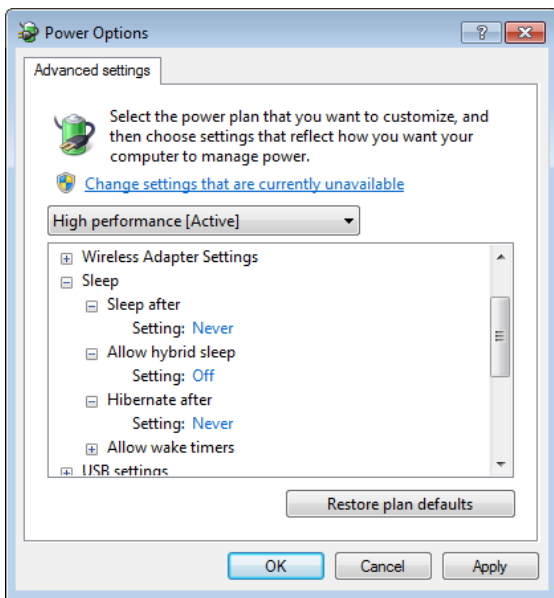 Power Options
?
Advanced settings
Select the power plan that you want to customize, and
then choose settings that reflect how you want your
computer to manage power.
Change settings that are currently unavailable
High performance [Active]
Wireless Adapter Settings
Sleep
Sleep after
Setting: Never
Allow hybrid sleep
Setting: Off
Hibernate after
Setting: Never
Allow wake timers
USB settings
Restore plan defaults
OK Cancel Apply